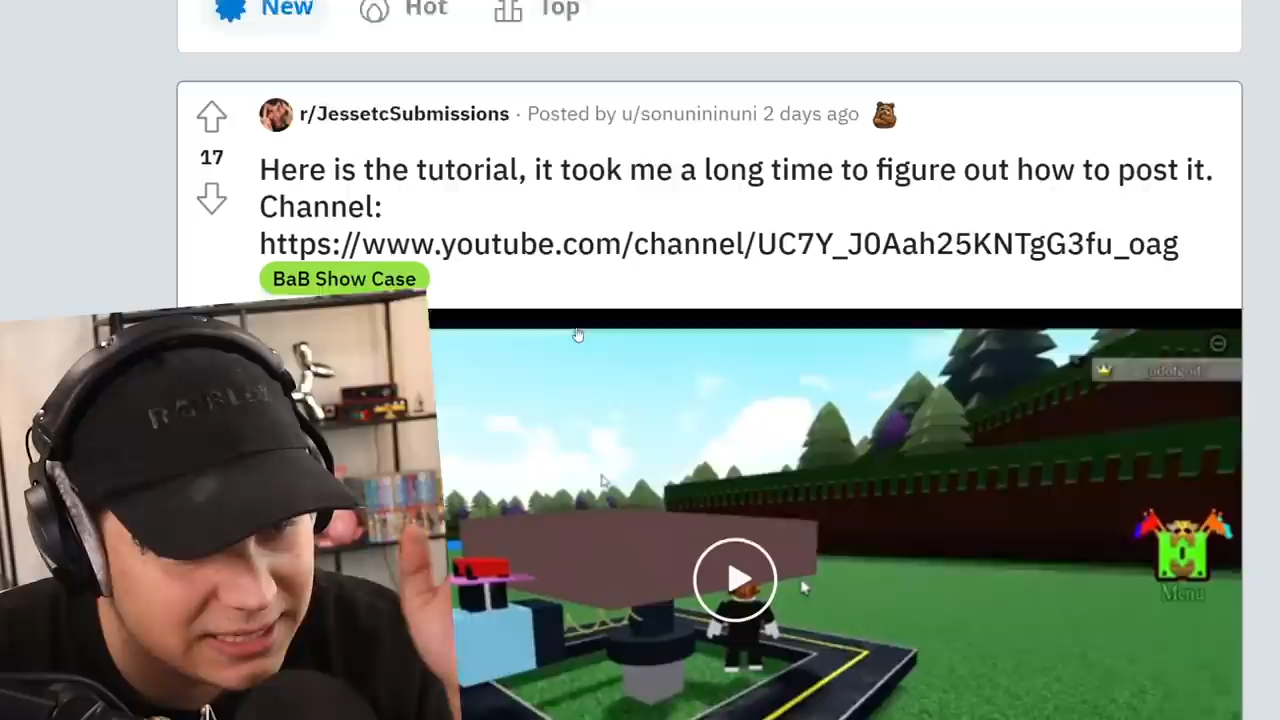 New Hot Top
r/JessetcSubmissions · Posted by u/sonunininuni 2 days ago
17
Here is the tutorial, it took me a long time to figure out how to post it.
Channel:
https://www.youtube.com/channel/UC7Y_J0Aah25KNTgG3fu_oag
BaB Show Case
ROBLOX
Menu